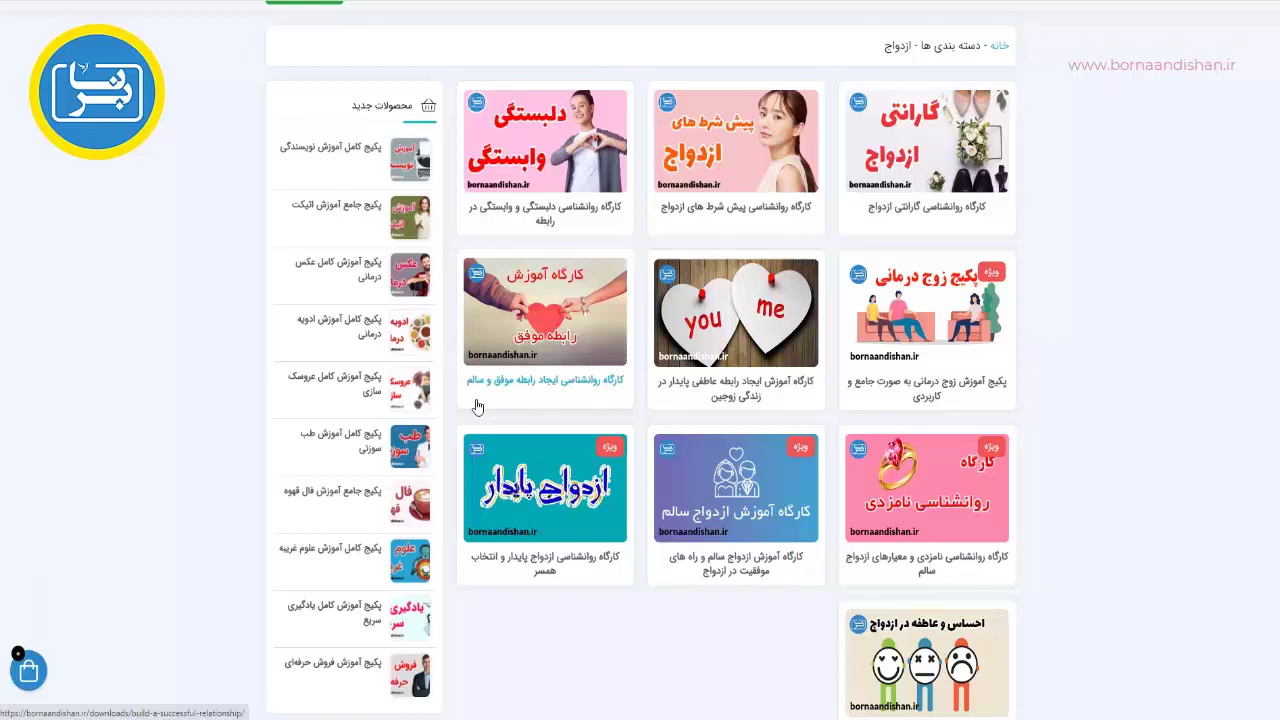 برنا
www.bornaandishan.ir
خانه - دسته بندی ها - ازدواج
گارانتی
ازدواج
bornaandishan.ir
کارگاه روانشناسی گارانتی ازدواج
پیش شرط های
ازدواج
bornaandishan.ir
کارگاه روانشناسی پیش شرط های ازدواج
دلبستگی
وابستگی
bornaandishan.ir
کارگاه روانشناسی دلبستگی و وابستگی در
رابطه
ویژه
پکیج زوج درمانی
bornaandishan.ir
پکیج آموزش زوج درمانی به صورت جامع و
کاربردی
you
me
bornaandishan.ir
کارگاه آموزش ایجاد رابطه عاطفی پایدار در
زندگی زوجین
کارگاه آموزش
رابطه موفق
bornaandishan.ir
کارگاه روانشناسی ایجاد رابطه موفق و سالم
ویژه
کارگاه
روانشناسی نامزدی
bornaandishan.ir
کارگاه روانشناسی نامزدی و معیارهای ازدواج
سالم
ویژه
کارگاه آموزش ازدواج سالم
bornaandishan.ir
کارگاه آموزش ازدواج سالم و راه های
موفقیت در ازدواج
ویژه
ازدواج پایدار
bornaandishan.ir
کارگاه روانشناسی ازدواج پایدار و انتخاب
همسر
احساس و عاطفه در ازدواج
bornaandishan.ir
محصولات جدید
پکیج کامل آموزش نویسندگی
پکیج جامع آموزش اتیکت
پکیج آموزش کامل عکس
درمانی
پکیج کامل آموزش ادویه
درمانی
پکیج آموزش کامل عروسک
سازی
پکیج کامل آموزش طب
سوزنی
پکیج جامع آموزش فال قهوه
پکیج کامل آموزش علوم غریبه
پکیج آموزش کامل یادگیری
سریع
پکیج آموزش فروش حرفه‌ای
https://bornaandishan.ir/downloads/build-a-successful-relationship/